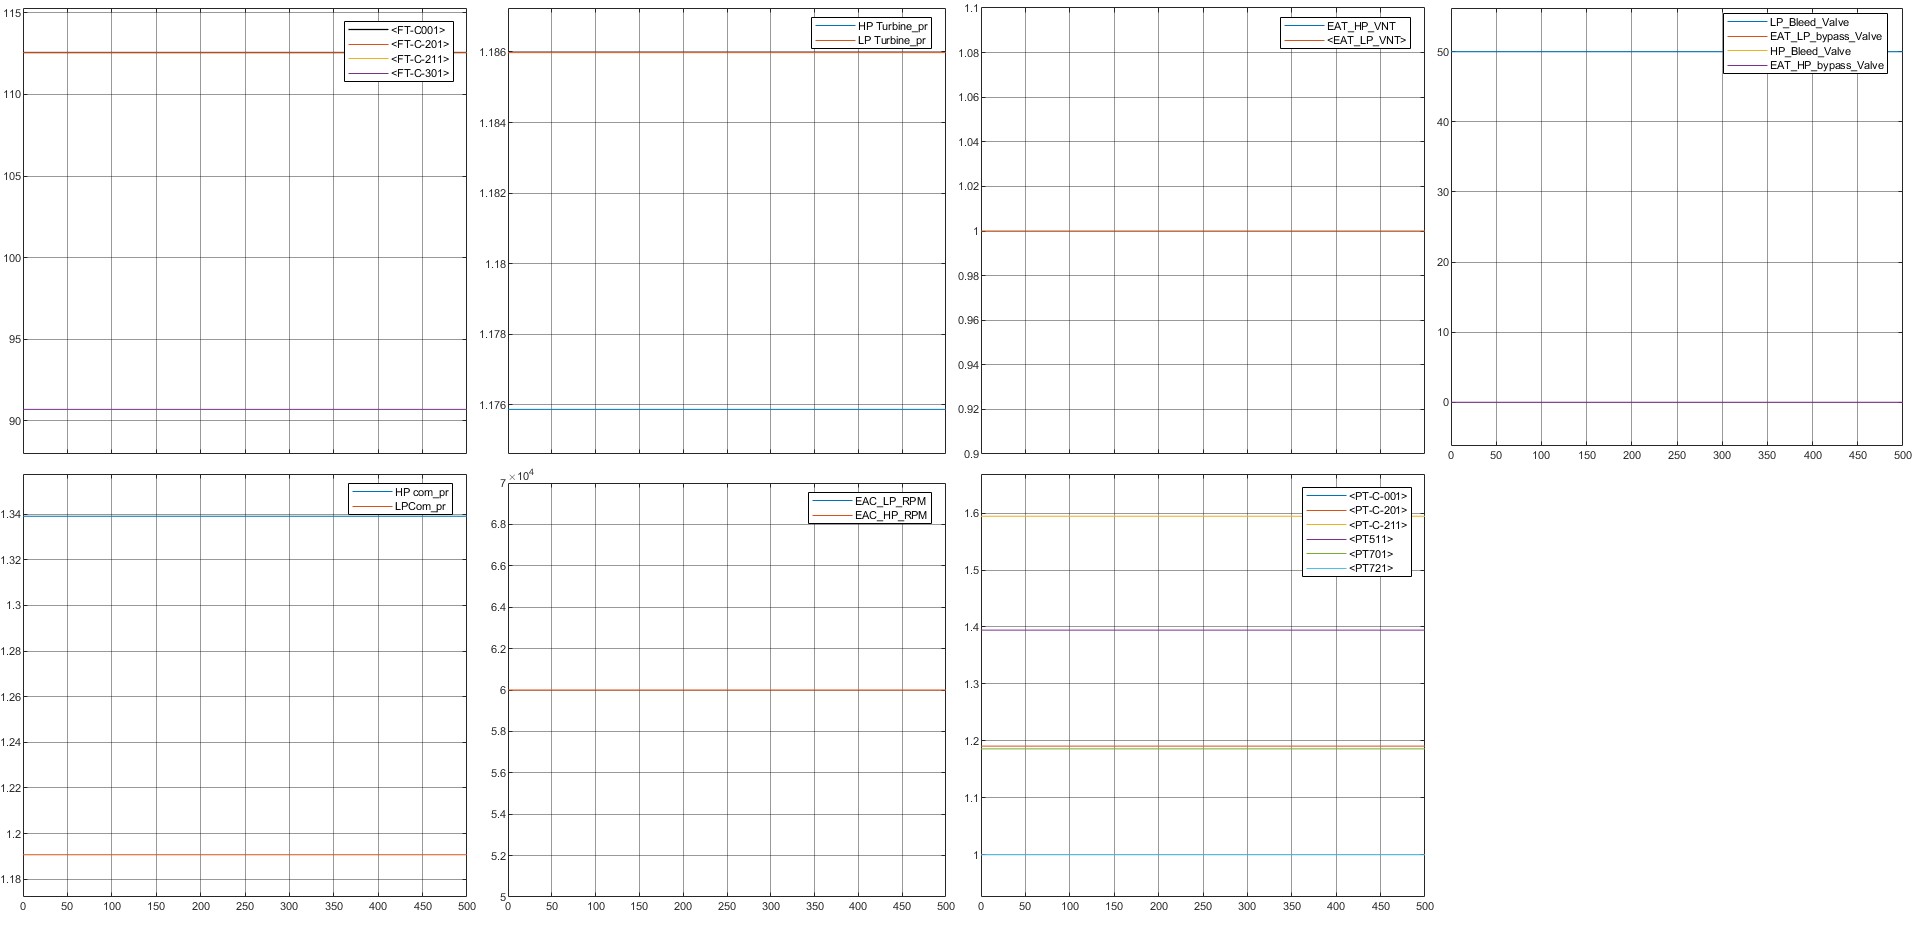 115
110
105
100
95
90
<FT-C001>
<FT-C-201>
<FT-C-211>
<FT-C-301>
1.186
1.184
1.182
1.18
1.178
1.176
HP Turbine_pr
LP Turbine_pr
1.1
1.08
1.06
1.04
1.02
1
0.98
0.96
0.94
0.92
0.9
EAT_HP_VNT
<EAT_LP_VNT>
50
40
30
20
10
0
LP_Bleed_Valve
EAT_LP_bypass_Valve
HP_Bleed_Valve
EAT_HP_bypass_Valve
0 50 100 150 200 250 300 350 400 450 500
1.34
1.32
1.3
1.28
1.26
1.24
1.22
1.2
1.18
HP com_pr
LPCom_pr
0 50 100 150 200 250 300 350 400 450 500
×10^4
7
6.8
6.6
6.4
6.2
6
5.8
5.6
5.4
5.2
5
EAC_LP_RPM
EAC_HP_RPM
0 50 100 150 200 250 300 350 400 450 500
1.6
1.5
1.4
1.3
1.2
1.1
1
<PT-C-001>
<PT-C-201>
<PT-C-211>
<PT511>
<PT701>
<PT721>
0 50 100 150 200 250 300 350 400 450 500